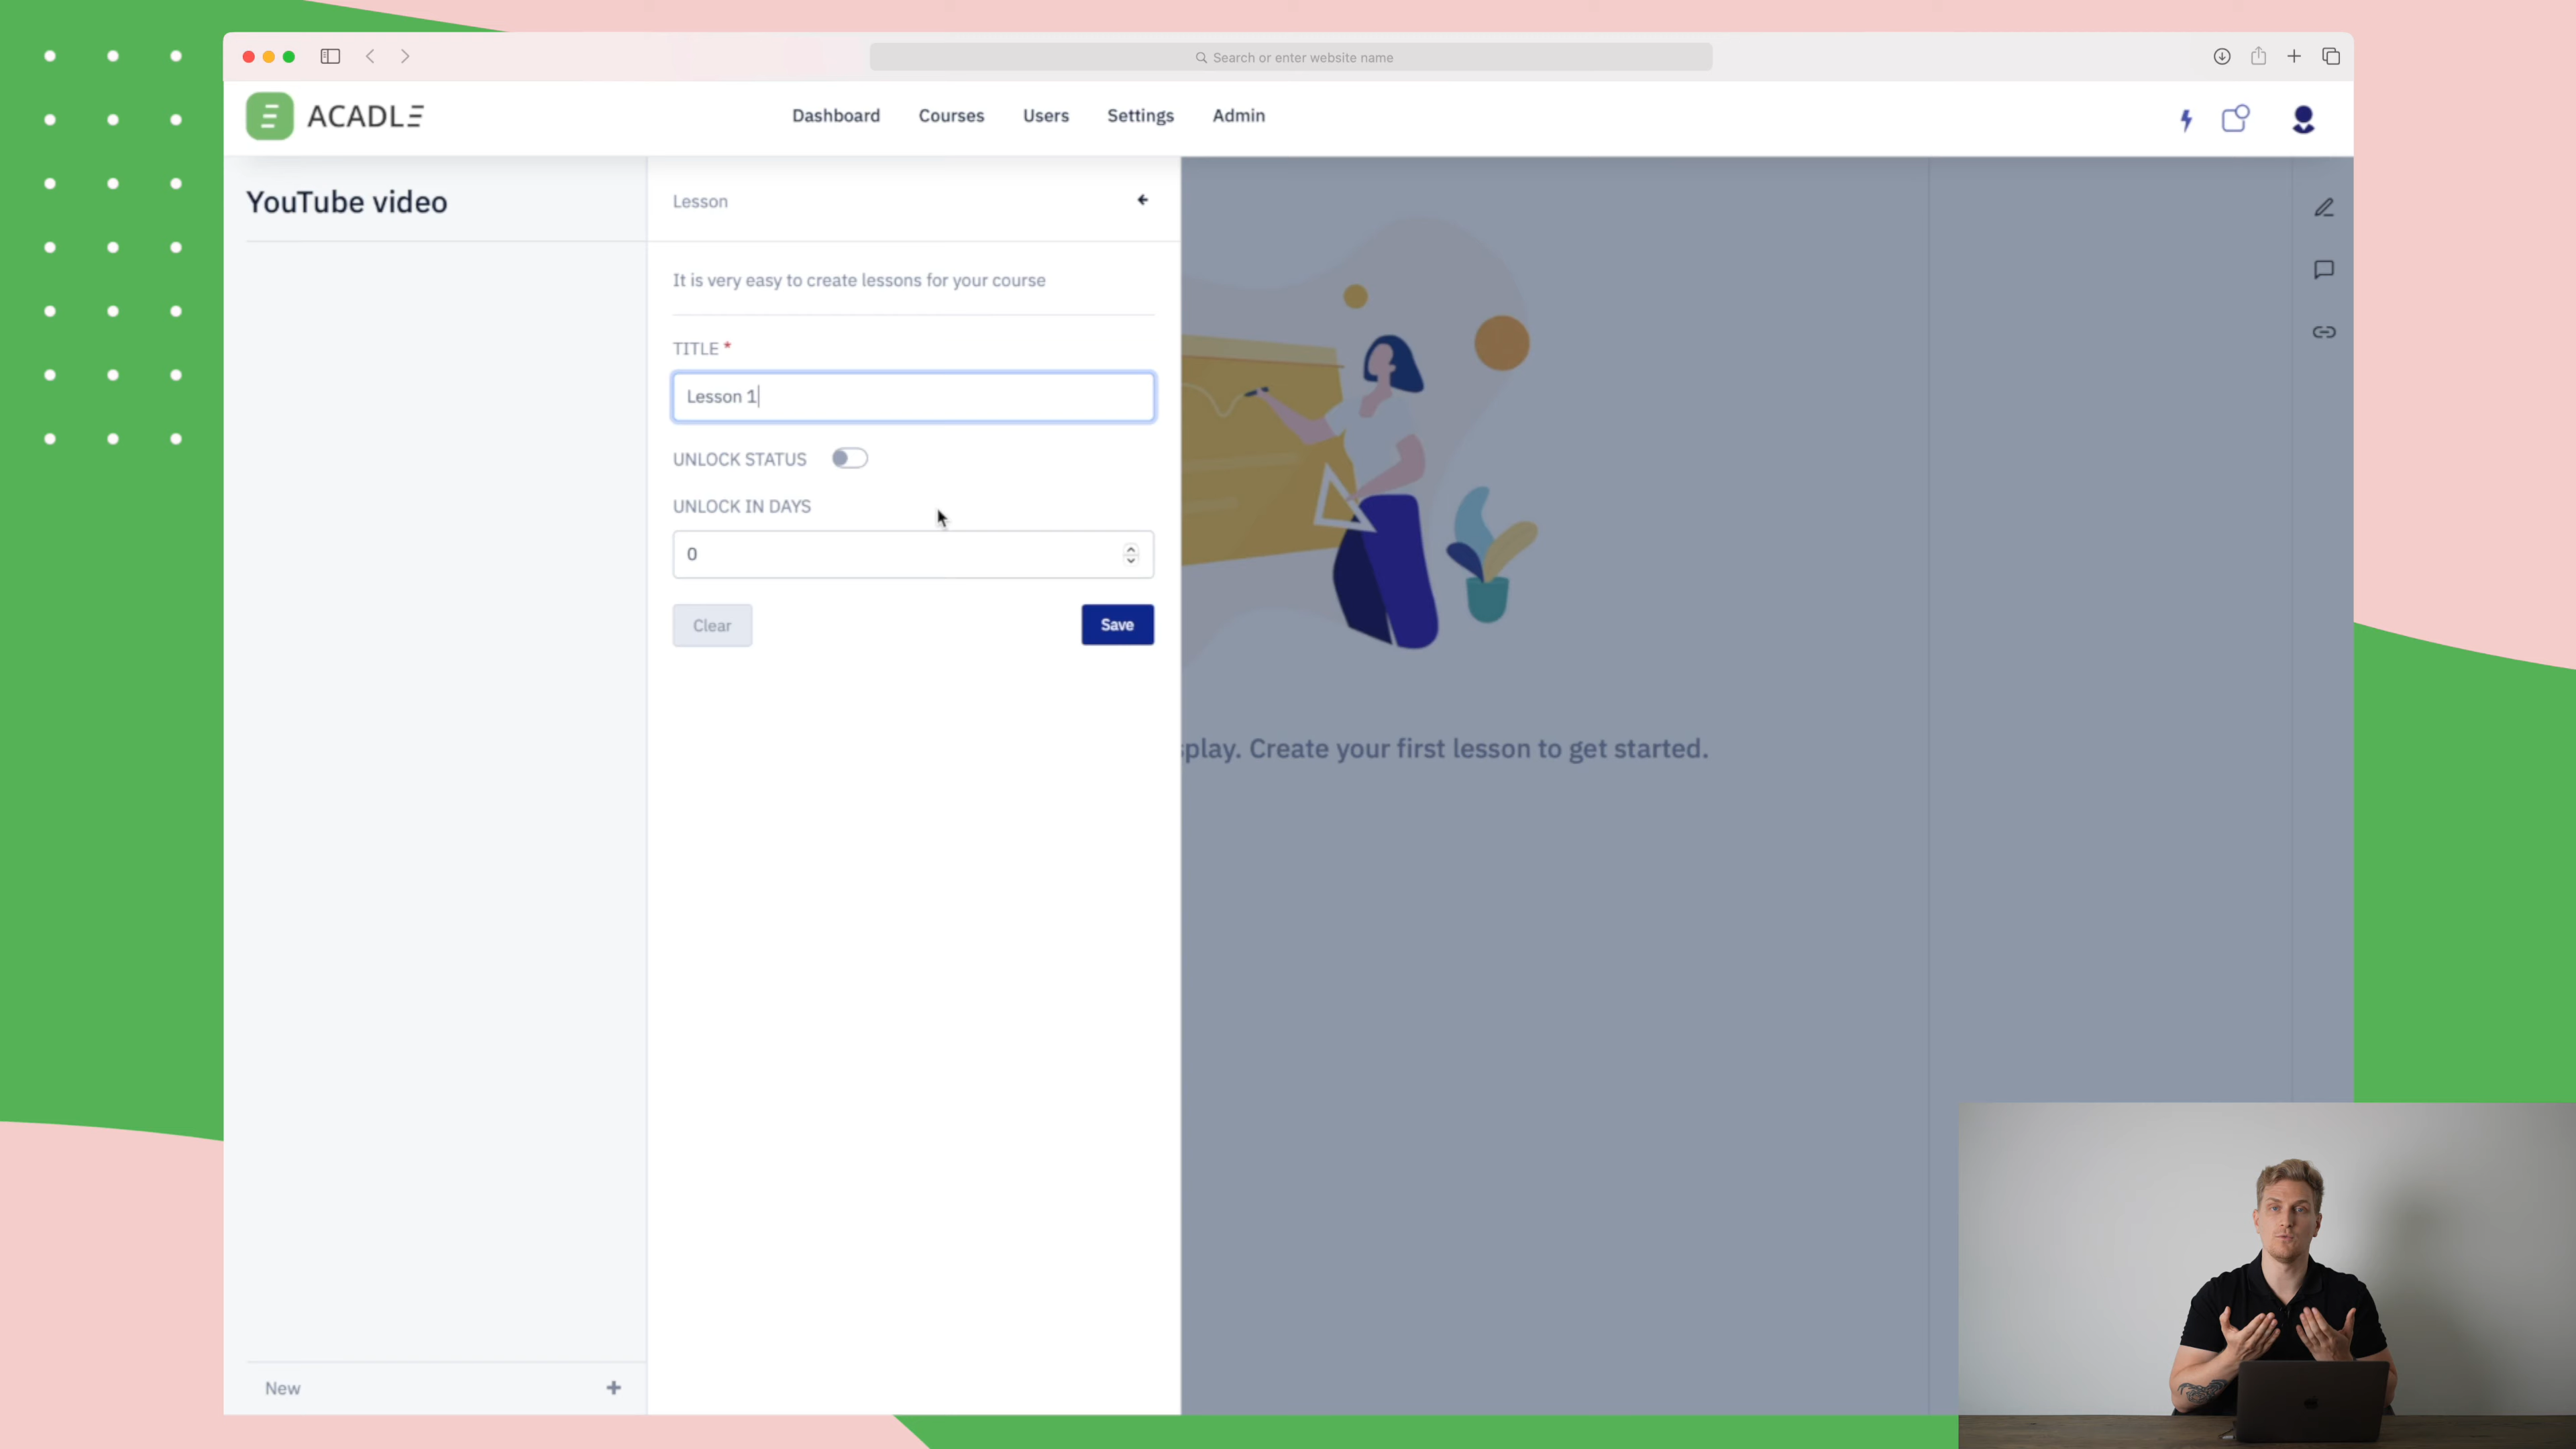 Search or enter website name
ACADLE
Dashboard Courses Users Settings Admin
YouTube video
Lesson
It is very easy to create lessons for your course
TITLE *
Lesson 1
UNLOCK STATUS
UNLOCK IN DAYS
0
Clear Save
splay. Create your first lesson to get started.
New +